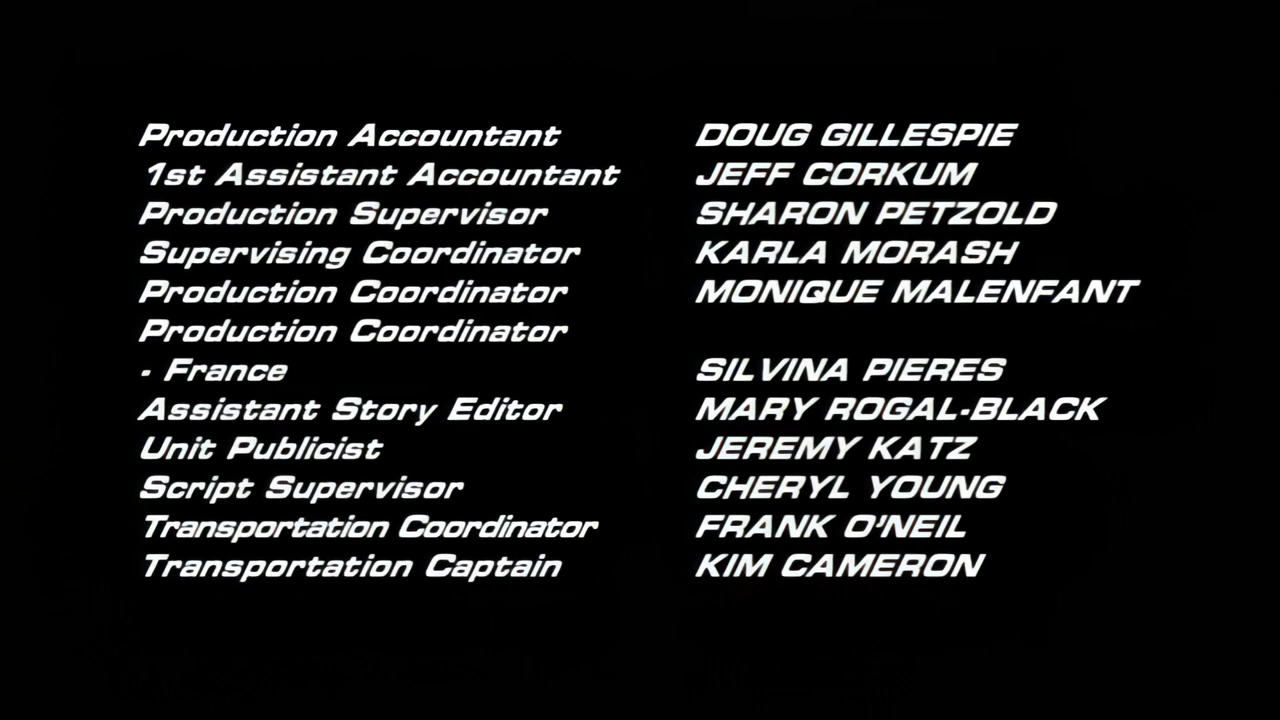 Production Accountant DOUG GILLESPIE
1st Assistant Accountant JEFF CORKUM
Production Supervisor SHARON PETZOLD
Supervising Coordinator KARLA MORASH
Production Coordinator MONIQUE MALENFANT
Production Coordinator
- France SILVINA PIERES
Assistant Story Editor MARY ROGAL-BLACK
Unit Publicist JEREMY KATZ
Script Supervisor CHERYL YOUNG
Transportation Coordinator FRANK O'NEIL
Transportation Captain KIM CAMERON